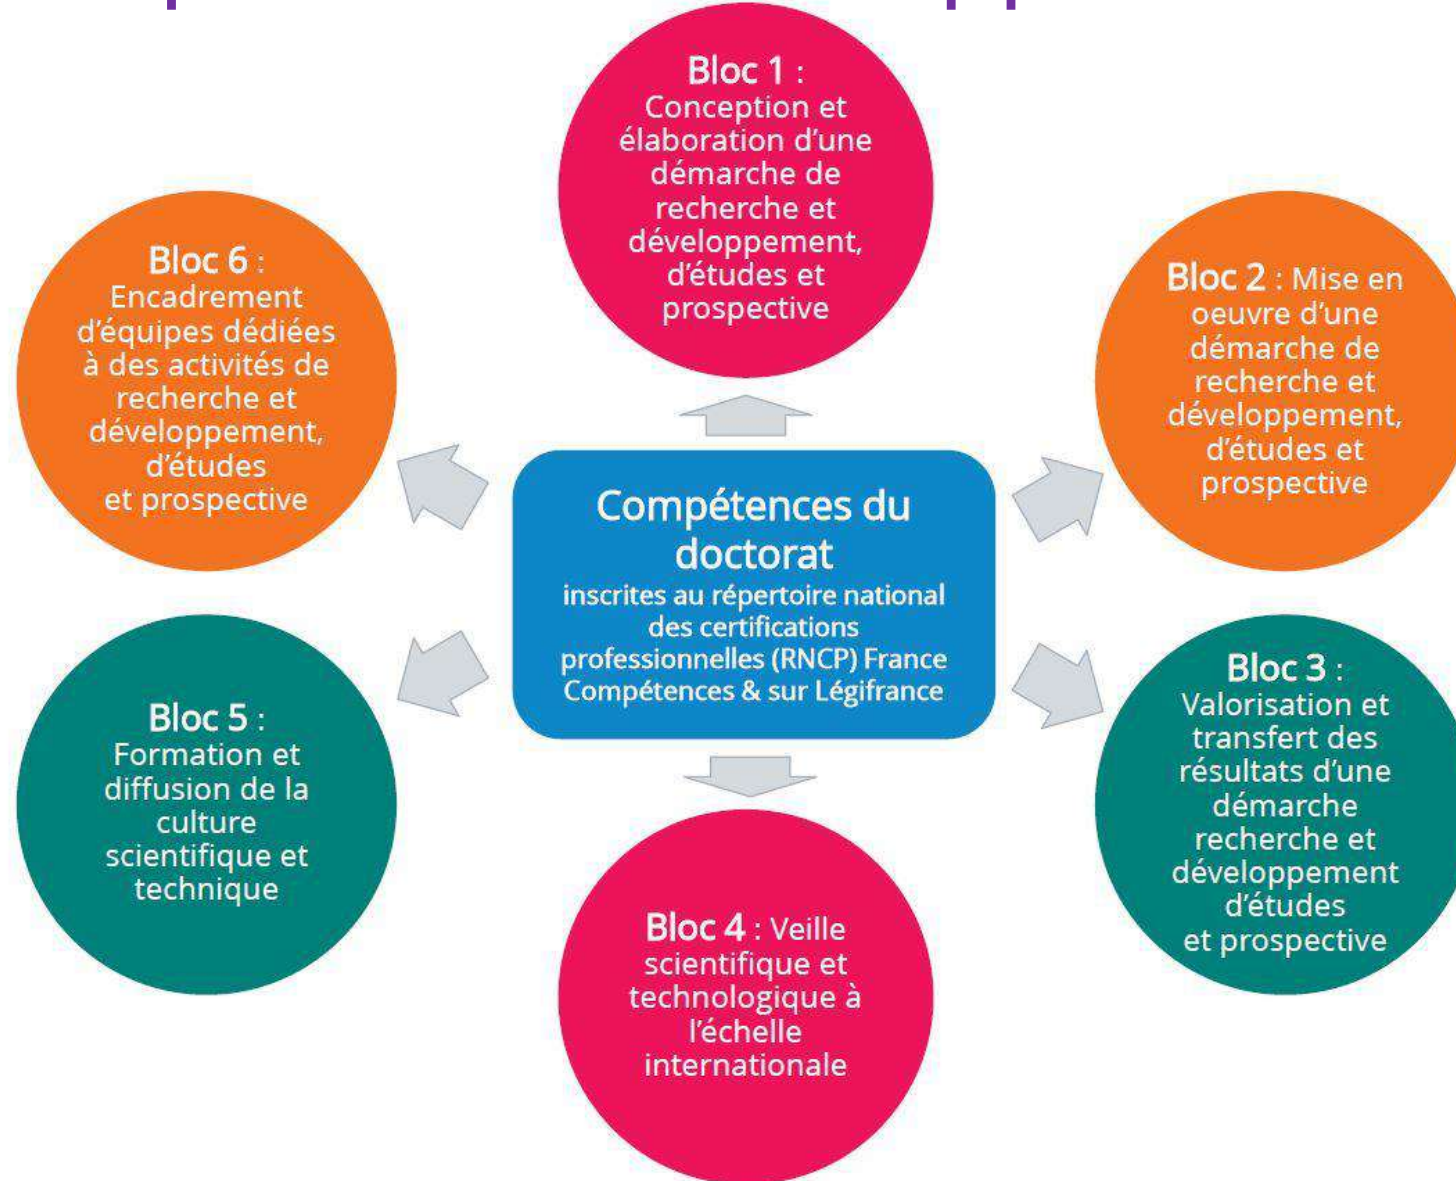 Compétences du
doctorat
inscrites au répertoire national
des certifications
professionnelles (RNCP) France
Compétences & sur Légifrance
Bloc 1 :
Conception et
élaboration d’une
démarche de
recherche et
développement,
d’études et
prospective
Bloc 2 : Mise en
oeuvre d’une
démarche de
recherche et
développement,
d’études et
prospective
Bloc 3 :
Valorisation et
transfert des
résultats d’une
démarche
recherche et
développement
d’études
et prospective
Bloc 4 : Veille
scientifique et
technologique à
l’échelle
internationale
Bloc 5 :
Formation et
diffusion de la
culture
scientifique et
technique
Bloc 6 :
Encadrement
d’équipes dédiées
à des activités de
recherche et
développement,
d’études
et prospective